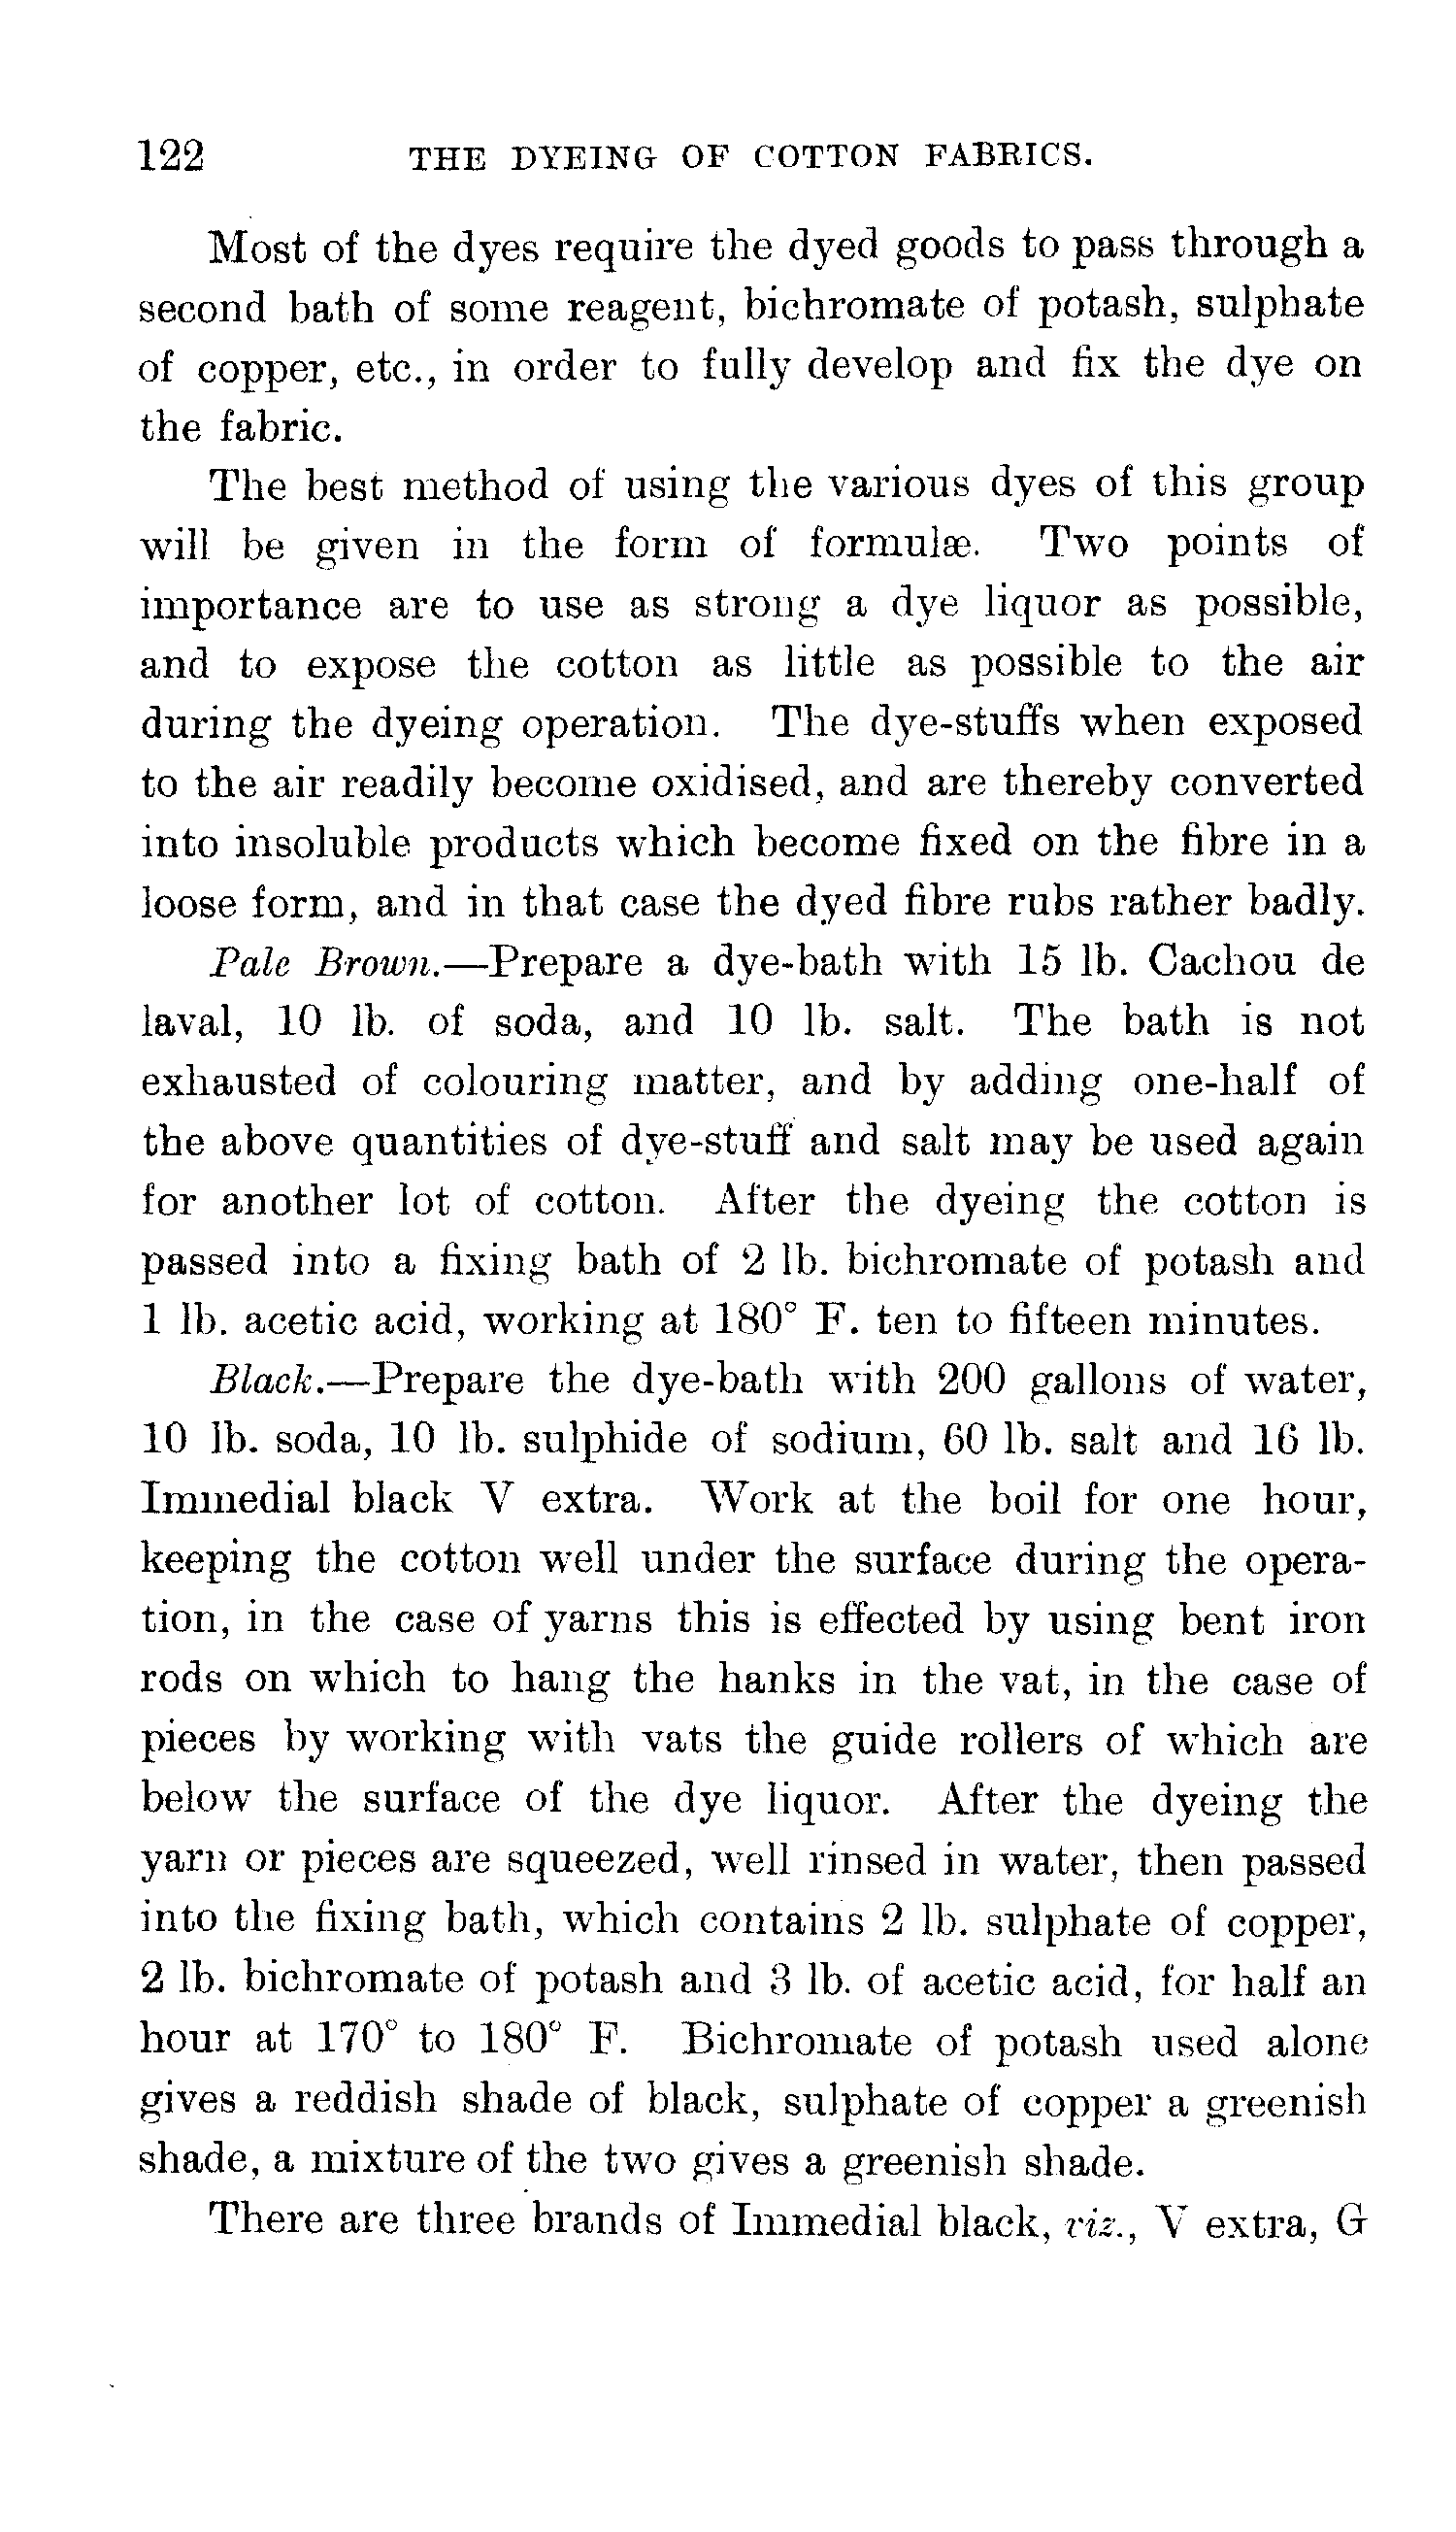 122 THE DYEING OF COTTON FABRICS.
Most of the dyes require the dyed goods to pass through a
second bath of some reagent, bichromate of potash, sulphate
of copper, etc., in order to fully develop and fix the dye on
the fabric.
The best method of using the various dyes of this group
will be given in the form of formulæ. Two points of
importance are to use as strong a dye liquor as possible,
and to expose the cotton as little as possible to the air
during the dyeing operation. The dye-stuffs when exposed
to the air readily become oxidised, and are thereby converted
into insoluble products which become fixed on the fibre in a
loose form, and in that case the dyed fibre rubs rather badly.
Pale Brown.—Prepare a dye-bath with 15 lb. Cachou de
laval, 10 lb. of soda, and 10 lb. salt. The bath is not
exhausted of colouring matter, and by adding one-half of
the above quantities of dye-stuff and salt may be used again
for another lot of cotton. After the dyeing the cotton is
passed into a fixing bath of 2 lb. bichromate of potash and
1 lb. acetic acid, working at 180° F. ten to fifteen minutes.
Black.—Prepare the dye-bath with 200 gallons of water,
10 lb. soda, 10 lb. sulphide of sodium, 60 lb. salt and 16 lb.
Immedial black V extra. Work at the boil for one hour,
keeping the cotton well under the surface during the opera-
tion, in the case of yarns this is effected by using bent iron
rods on which to hang the hanks in the vat, in the case of
pieces by working with vats the guide rollers of which are
below the surface of the dye liquor. After the dyeing the
yarn or pieces are squeezed, well rinsed in water, then passed
into the fixing bath, which contains 2 lb. sulphate of copper,
2 lb. bichromate of potash and 3 lb. of acetic acid, for half an
hour at 170° to 180° F. Bichromate of potash used alone
gives a reddish shade of black, sulphate of copper a greenish
shade, a mixture of the two gives a greenish shade.
There are three brands of Immedial black, viz., V extra, G